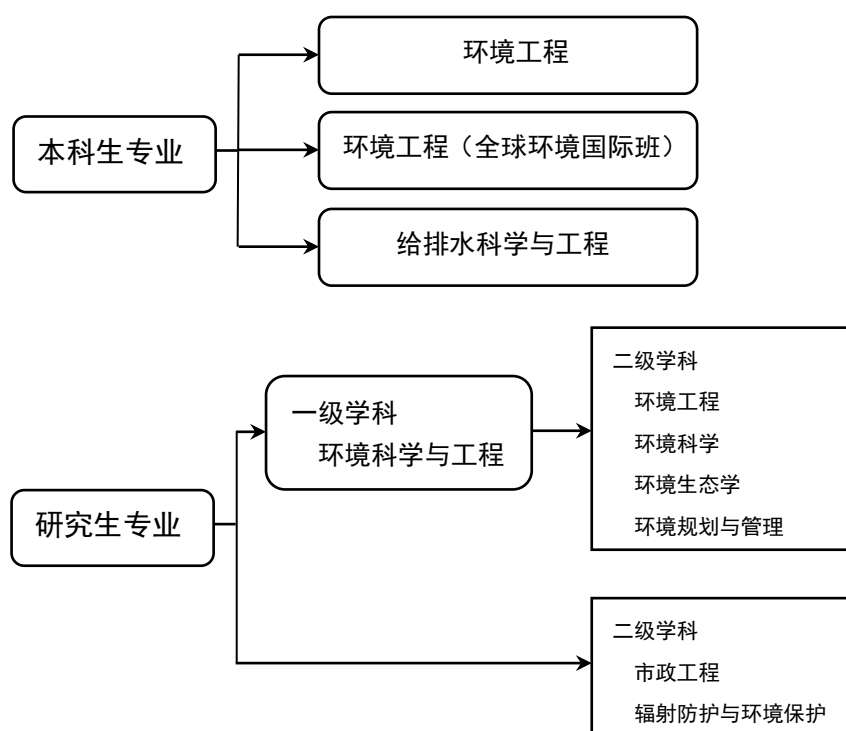 环境工程
本科生专业
环境工程（全球环境国际班）
给排水科学与工程
研究生专业
一级学科
环境科学与工程
二级学科
环境工程
环境科学
环境生态学
环境规划与管理
二级学科
市政工程
辐射防护与环境保护